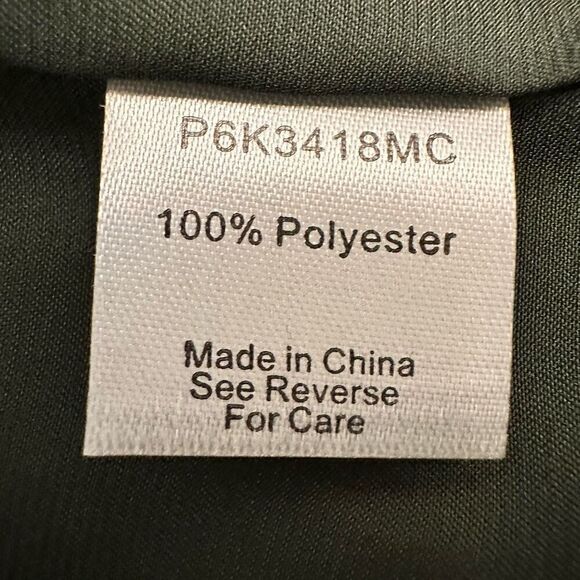 P6K3418MC
100% Polyester
Made in China
See Reverse
For Care